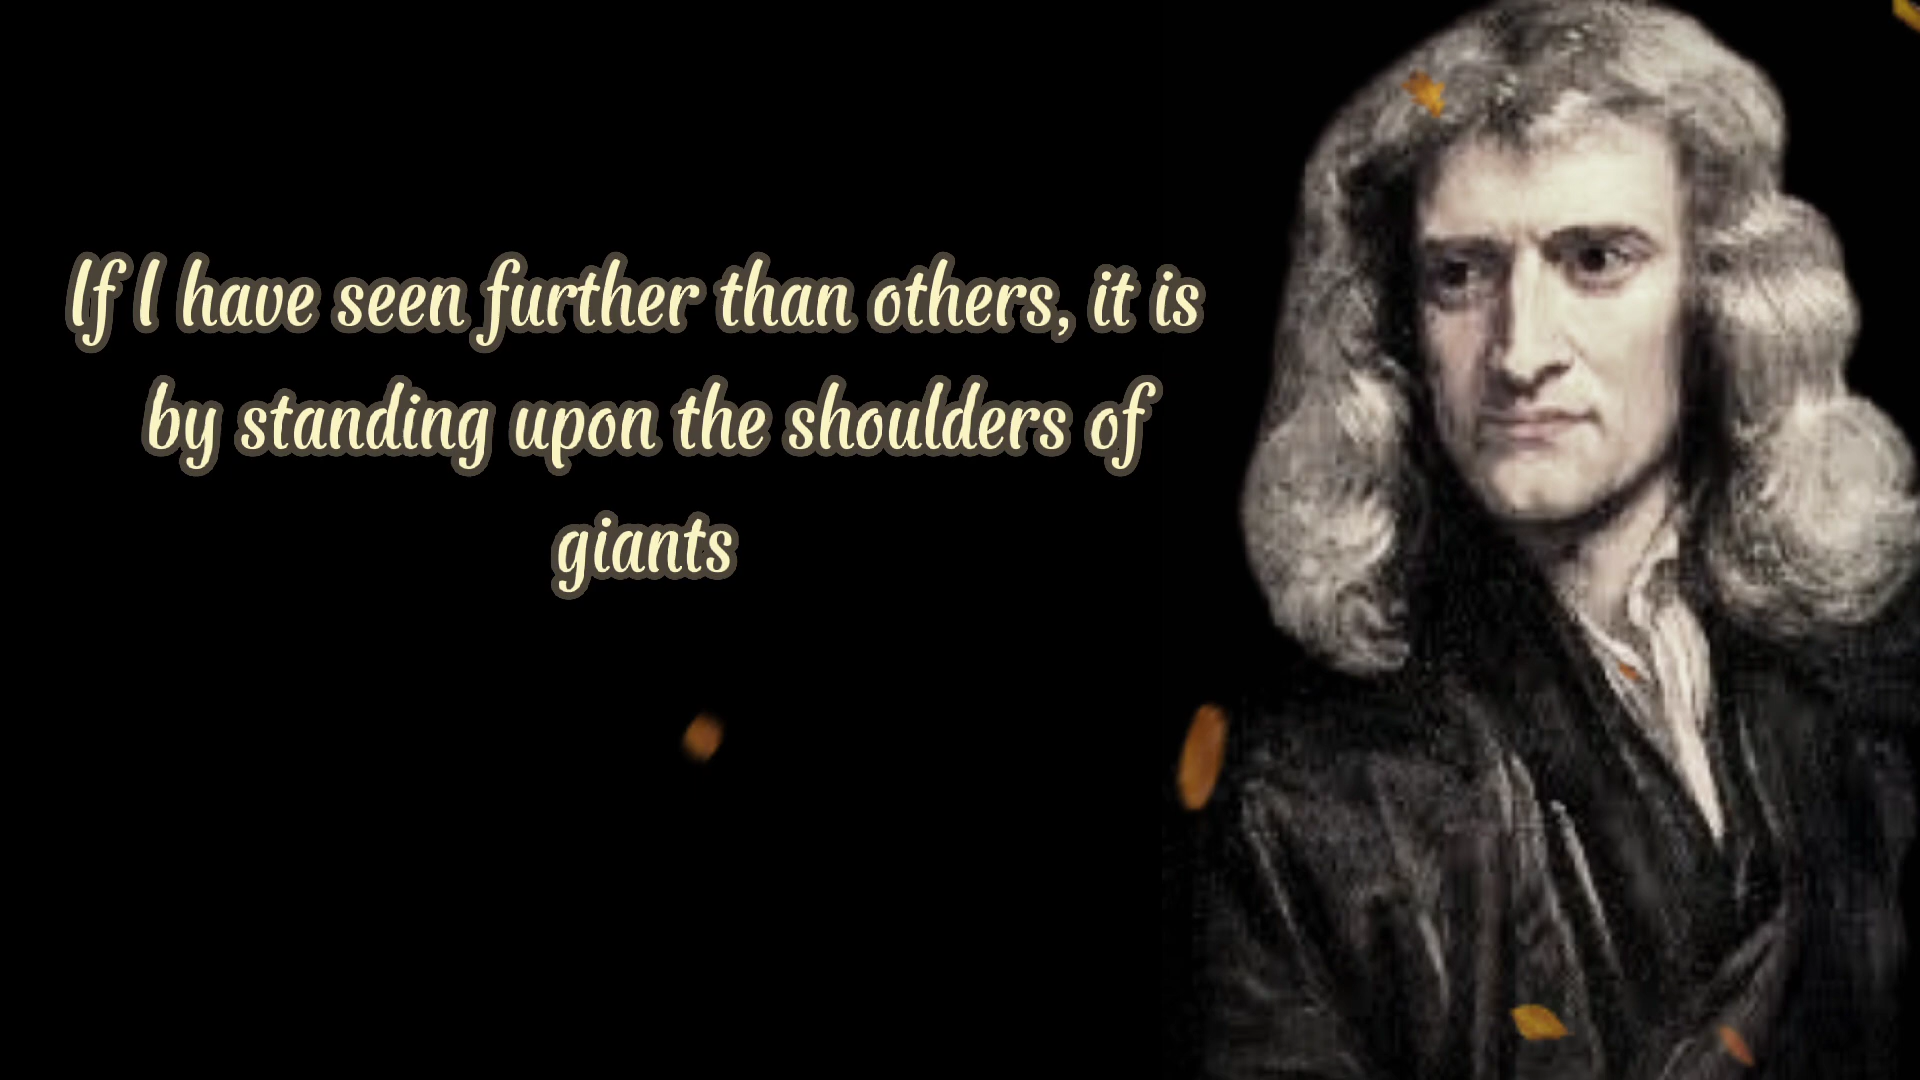 If I have seen further than others, it is
by standing upon the shoulders of
giants